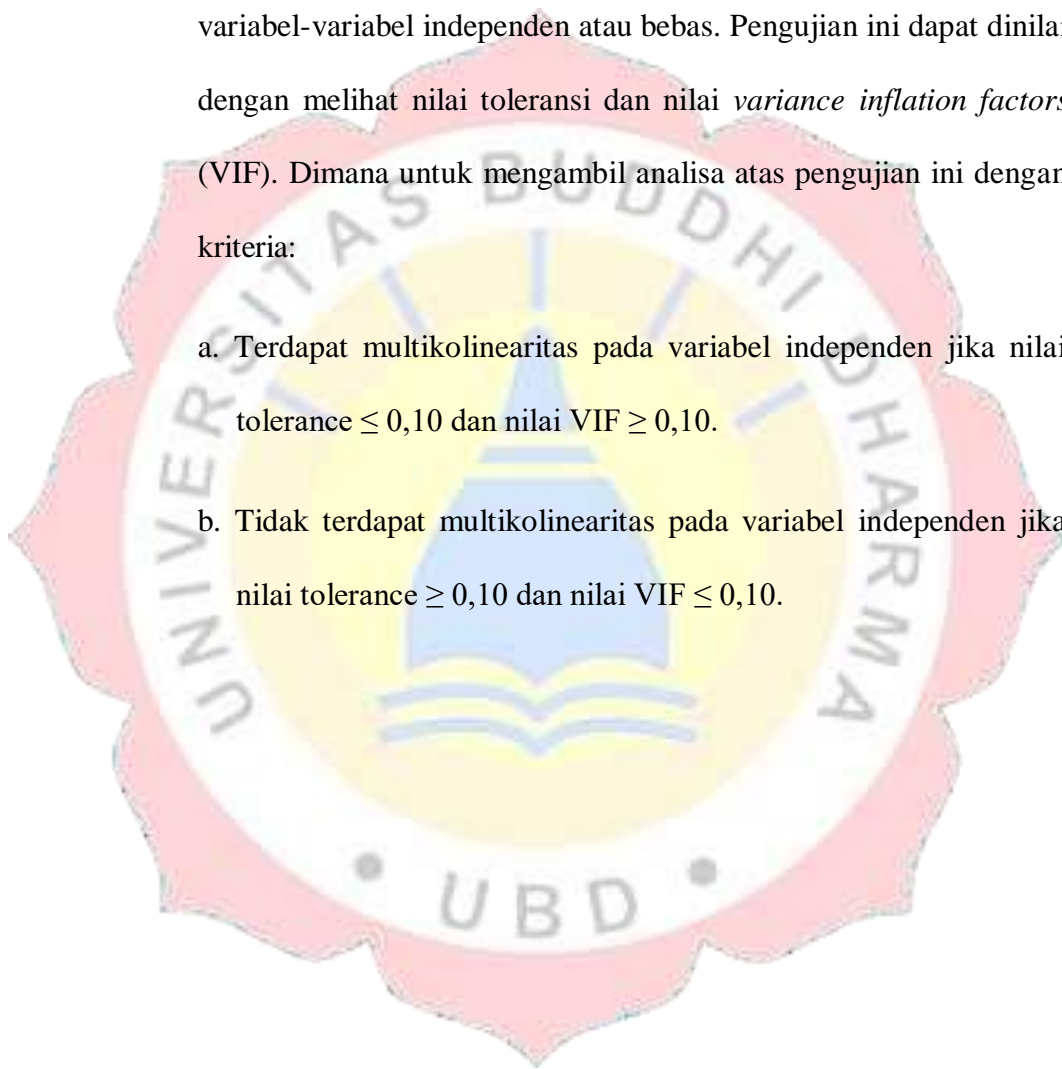 variabel-variabel independen atau bebas. Pengujian ini dapat dinilai
dengan melihat nilai toleransi dan nilai variance inflation factors
(VIF). Dimana untuk mengambil analisa atas pengujian ini dengan
kriteria:
a. Terdapat multikolinearitas pada variabel independen jika nilai
tolerance ≤ 0,10 dan nilai VIF ≥ 0,10.
b. Tidak terdapat multikolinearitas pada variabel independen jika
nilai tolerance ≥ 0,10 dan nilai VIF ≤ 0,10.
UNIVERSITAS BUDDHI DHARMA
• UBD •